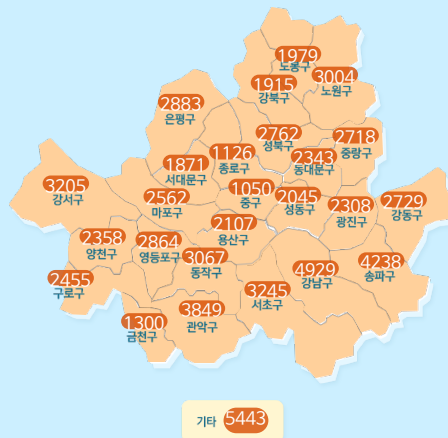 1979
노봉구
1915
강북구
3004
노원구
2883
은평구
2762
성북구
2718
중랑구
1126
종로구
2343
동대문구
1871
서대문구
3205
강서구
2562
마포구
1050
중구
2045
성동구
2308
광진구
2729
강동구
2107
용산구
2358
양천구
2864
영등포구
3067
동작구
4929
강남구
4238
송파구
2455
구로구
3245
서초구
1300
금천구
3849
관악구
기타 5443